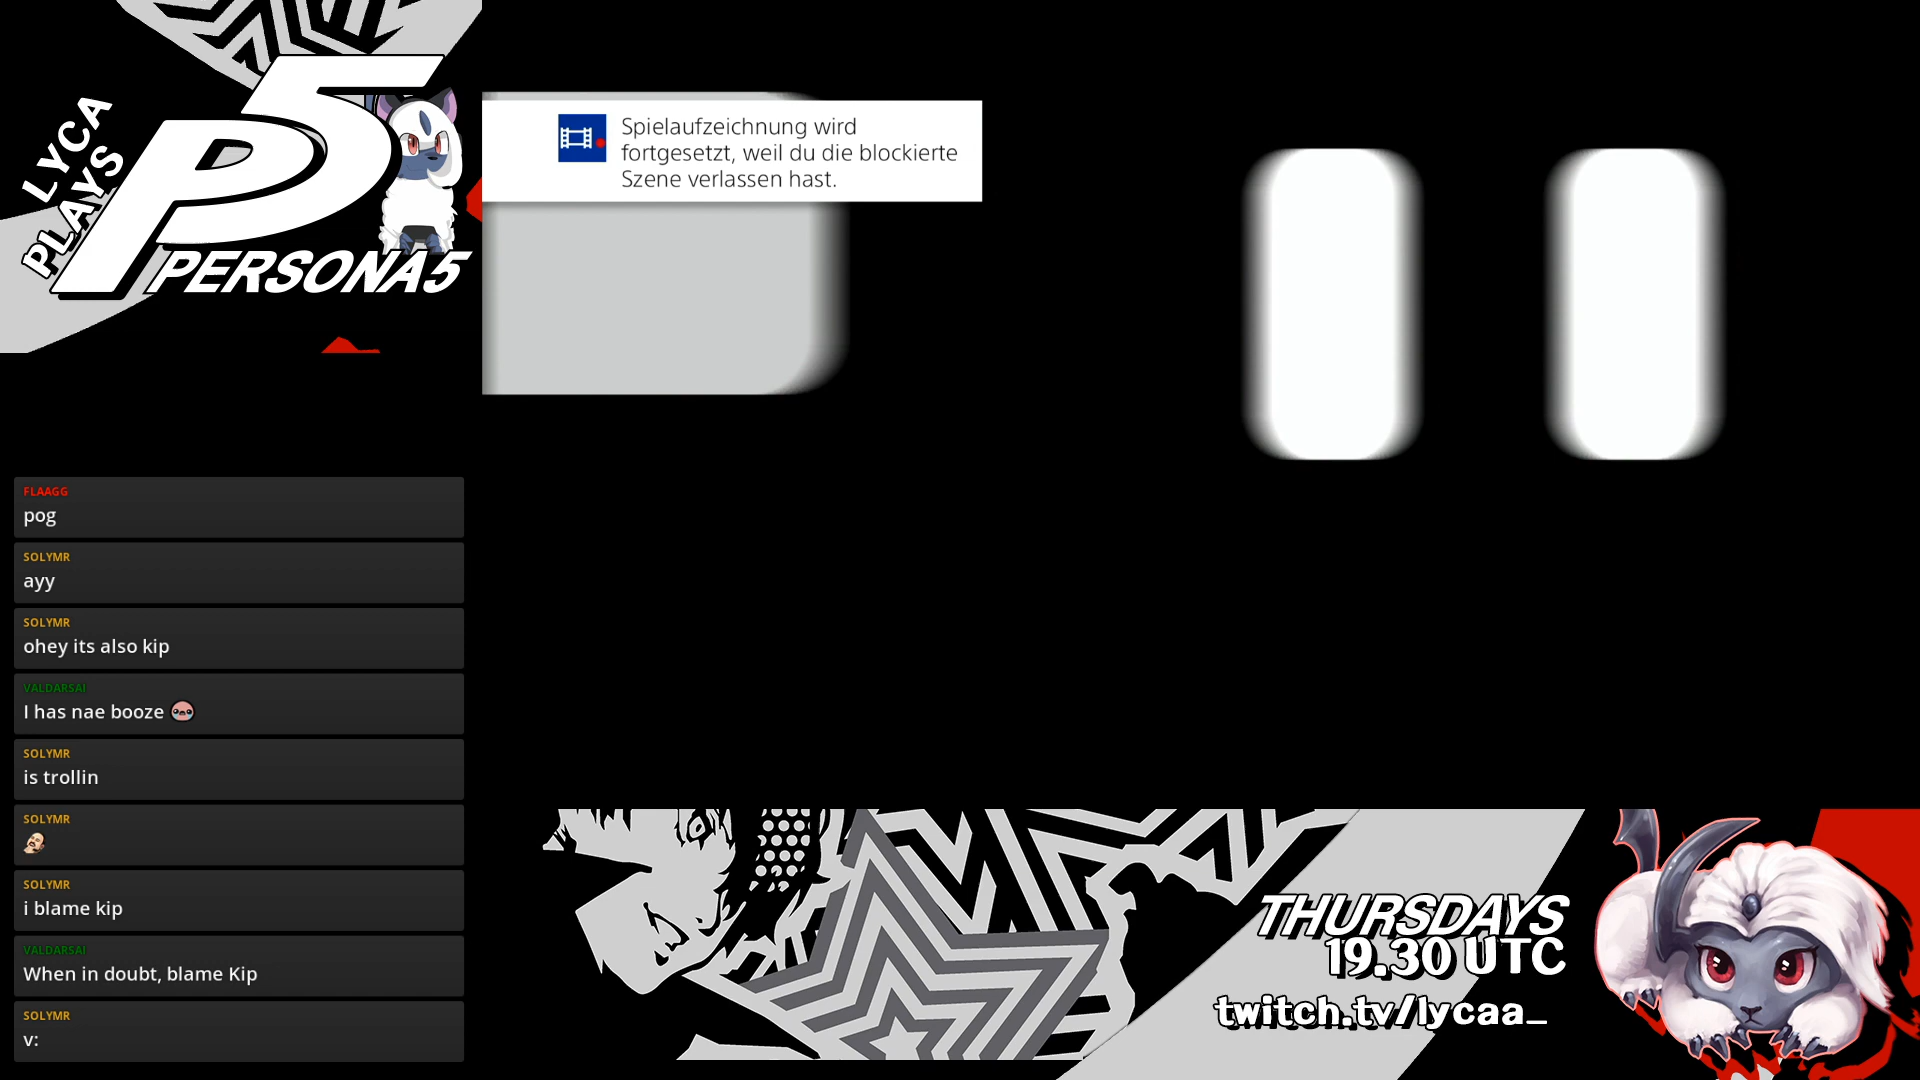 LYCA
PLAYS
P5
PERSONA5
Spielaufzeichnung wird
fortgesetzt, weil du die blockierte
Szene verlassen hast.
FLAAGG
pog
SOLYMR
ayy
SOLYMR
ohey its also kip
VALDARSAI
I has nae booze
SOLYMR
is trollin
SOLYMR
SOLYMR
i blame kip
VALDARSAI
When in doubt, blame Kip
SOLYMR
v:
THURSDAYS
19.30 UTC
twitch.tv/lycaa_